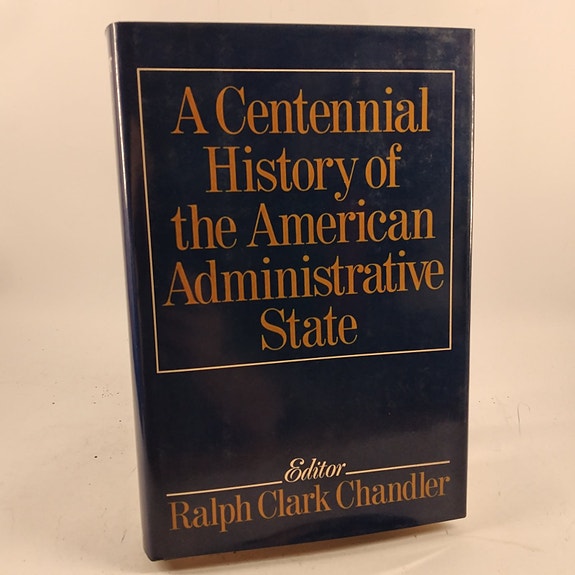 A Centennial
History of
the American
Administrative
State
Editor
Ralph Clark Chandler